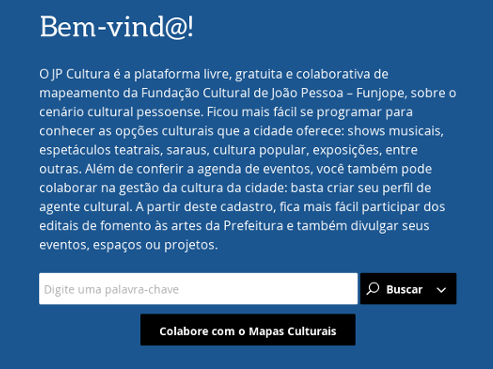 Bem-vind@!
O JP Cultura é a plataforma livre, gratuita e colaborativa de
mapeamento da Fundação Cultural de João Pessoa – Funjope, sobre o
cenário cultural pessoense. Ficou mais fácil se programar para
conhecer as opções culturais que a cidade oferece: shows musicais,
espetáculos teatrais, saraus, cultura popular, exposições, entre
outras. Além de conferir a agenda de eventos, você também pode
colaborar na gestão da cultura da cidade: basta criar seu perfil de
agente cultural. A partir deste cadastro, fica mais fácil participar dos
editais de fomento às artes da Prefeitura e também divulgar seus
eventos, espaços ou projetos.
Digite uma palavra-chave
Buscar
Colabore com o Mapas Culturais